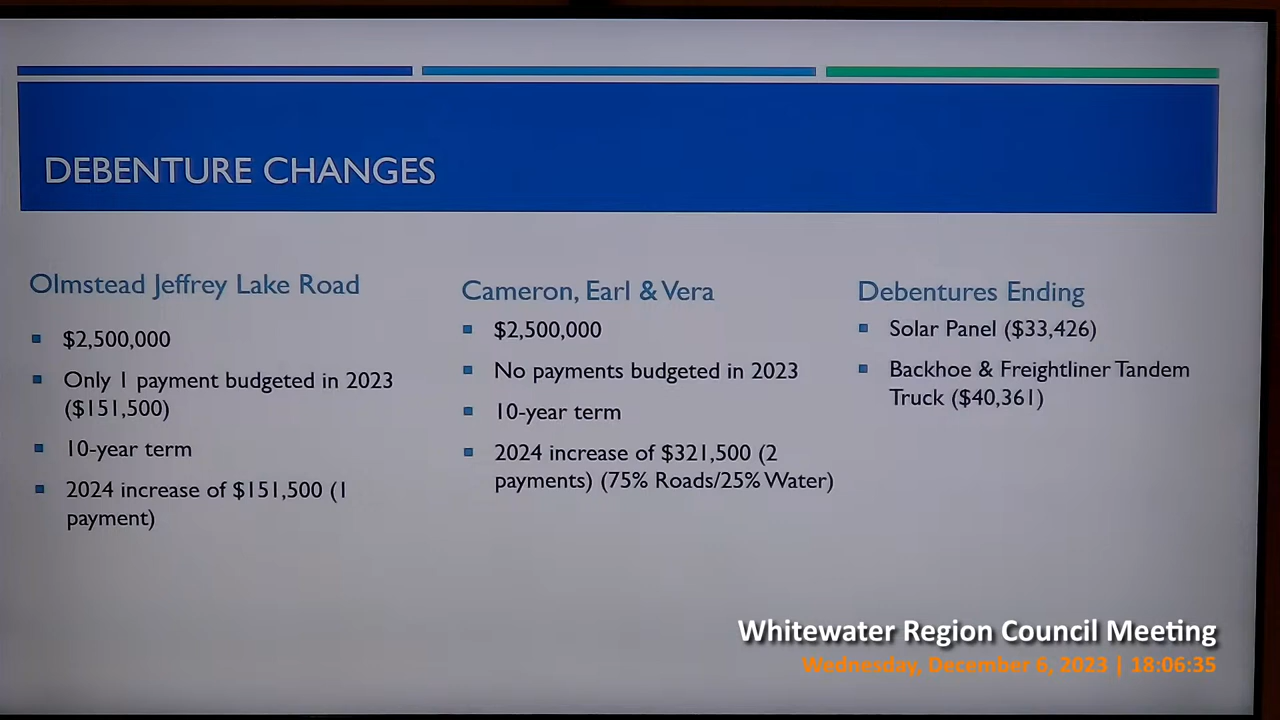 DEBENTURE CHANGES
Olmstead Jeffrey Lake Road
$2,500,000
Only 1 payment budgeted in 2023
($151,500)
10-year term
2024 increase of $151,500 (1
payment)
Cameron, Earl & Vera
$2,500,000
No payments budgeted in 2023
10-year term
2024 increase of $321,500 (2
payments) (75% Roads/25% Water)
Debentures Ending
Solar Panel ($33,426)
Backhoe & Freightliner Tandem
Truck ($40,361)
Whitewater Region Council Meeting
Wednesday, December 6, 2023 | 18:06:35